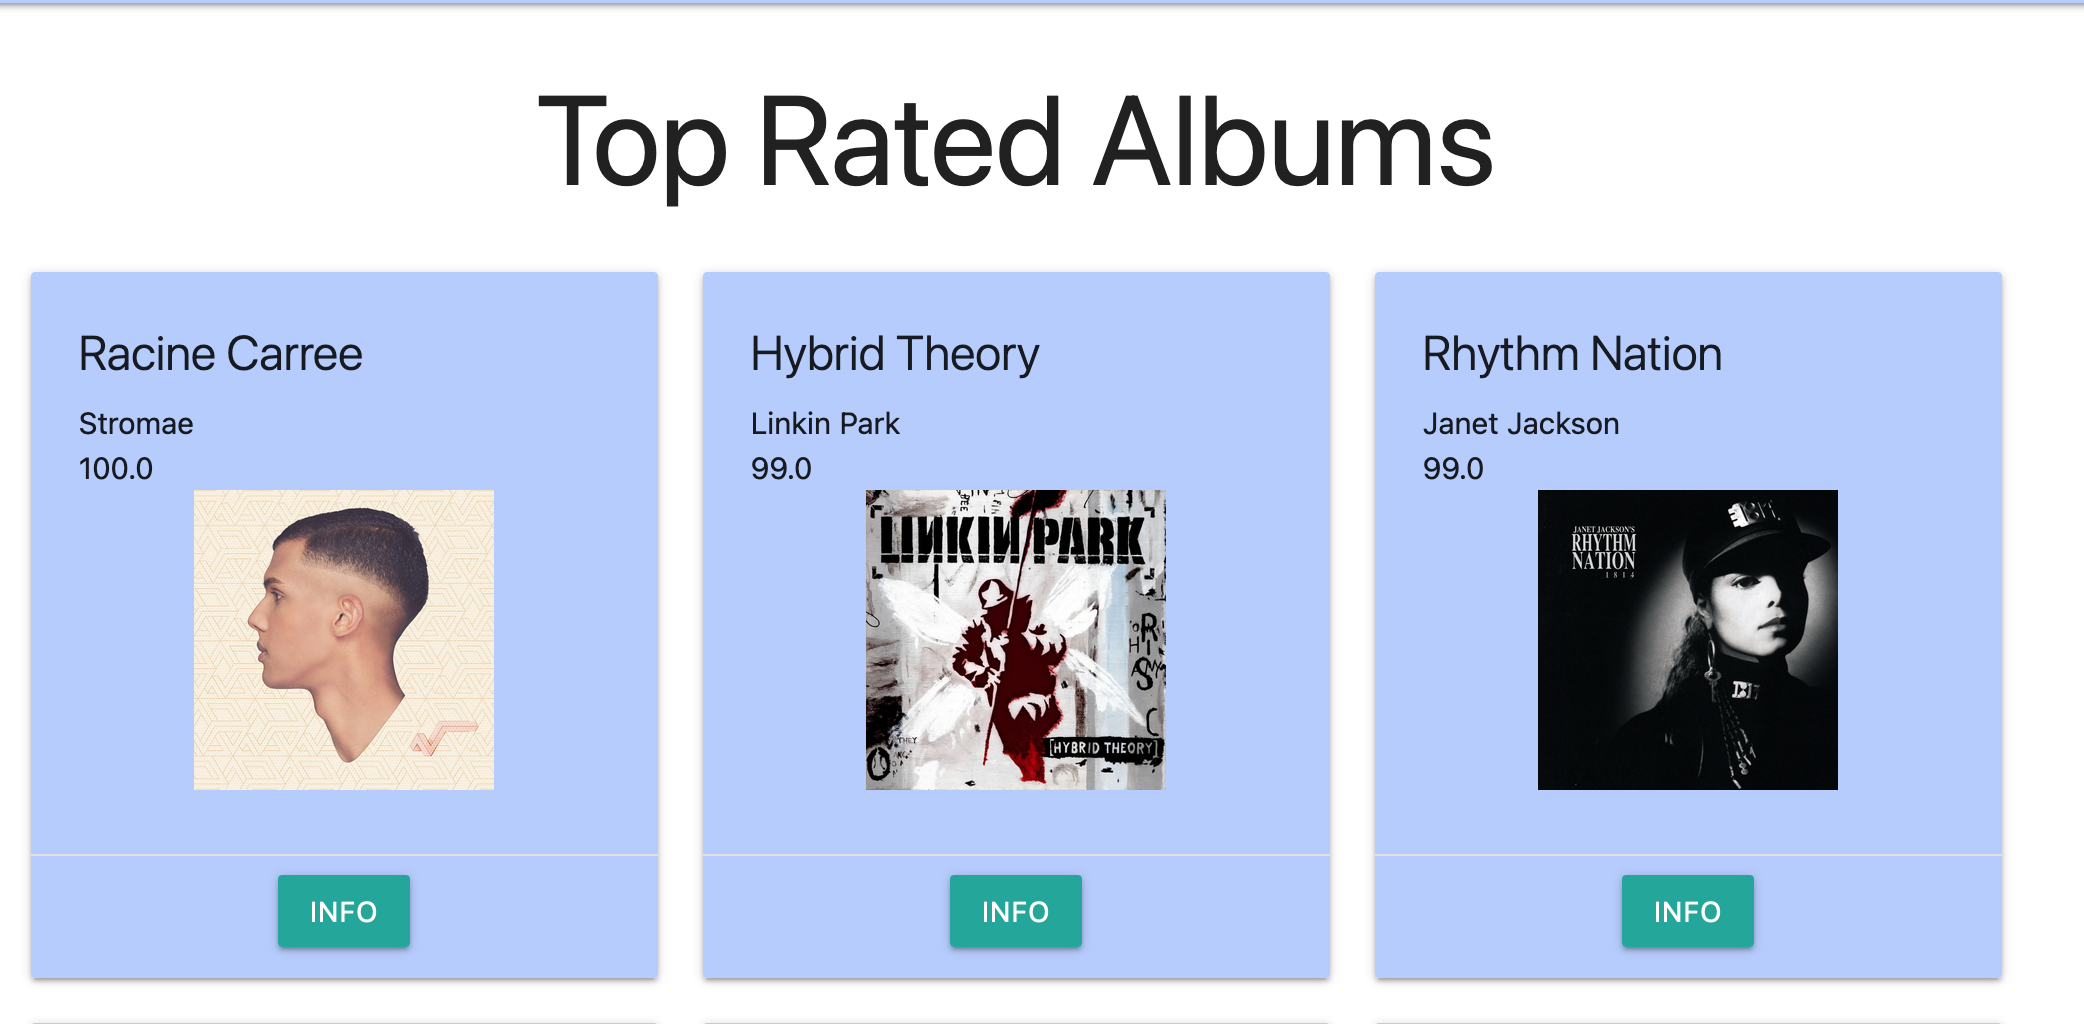 Top Rated Albums
Racine Carree
Stromae
100.0
INFO
Hybrid Theory
Linkin Park
99.0
LINKIN PARK
[HYBRID THEORY]
INFO
Rhythm Nation
Janet Jackson
99.0
JANET JACKSON'S
RHYTHM
NATION
1814
INFO